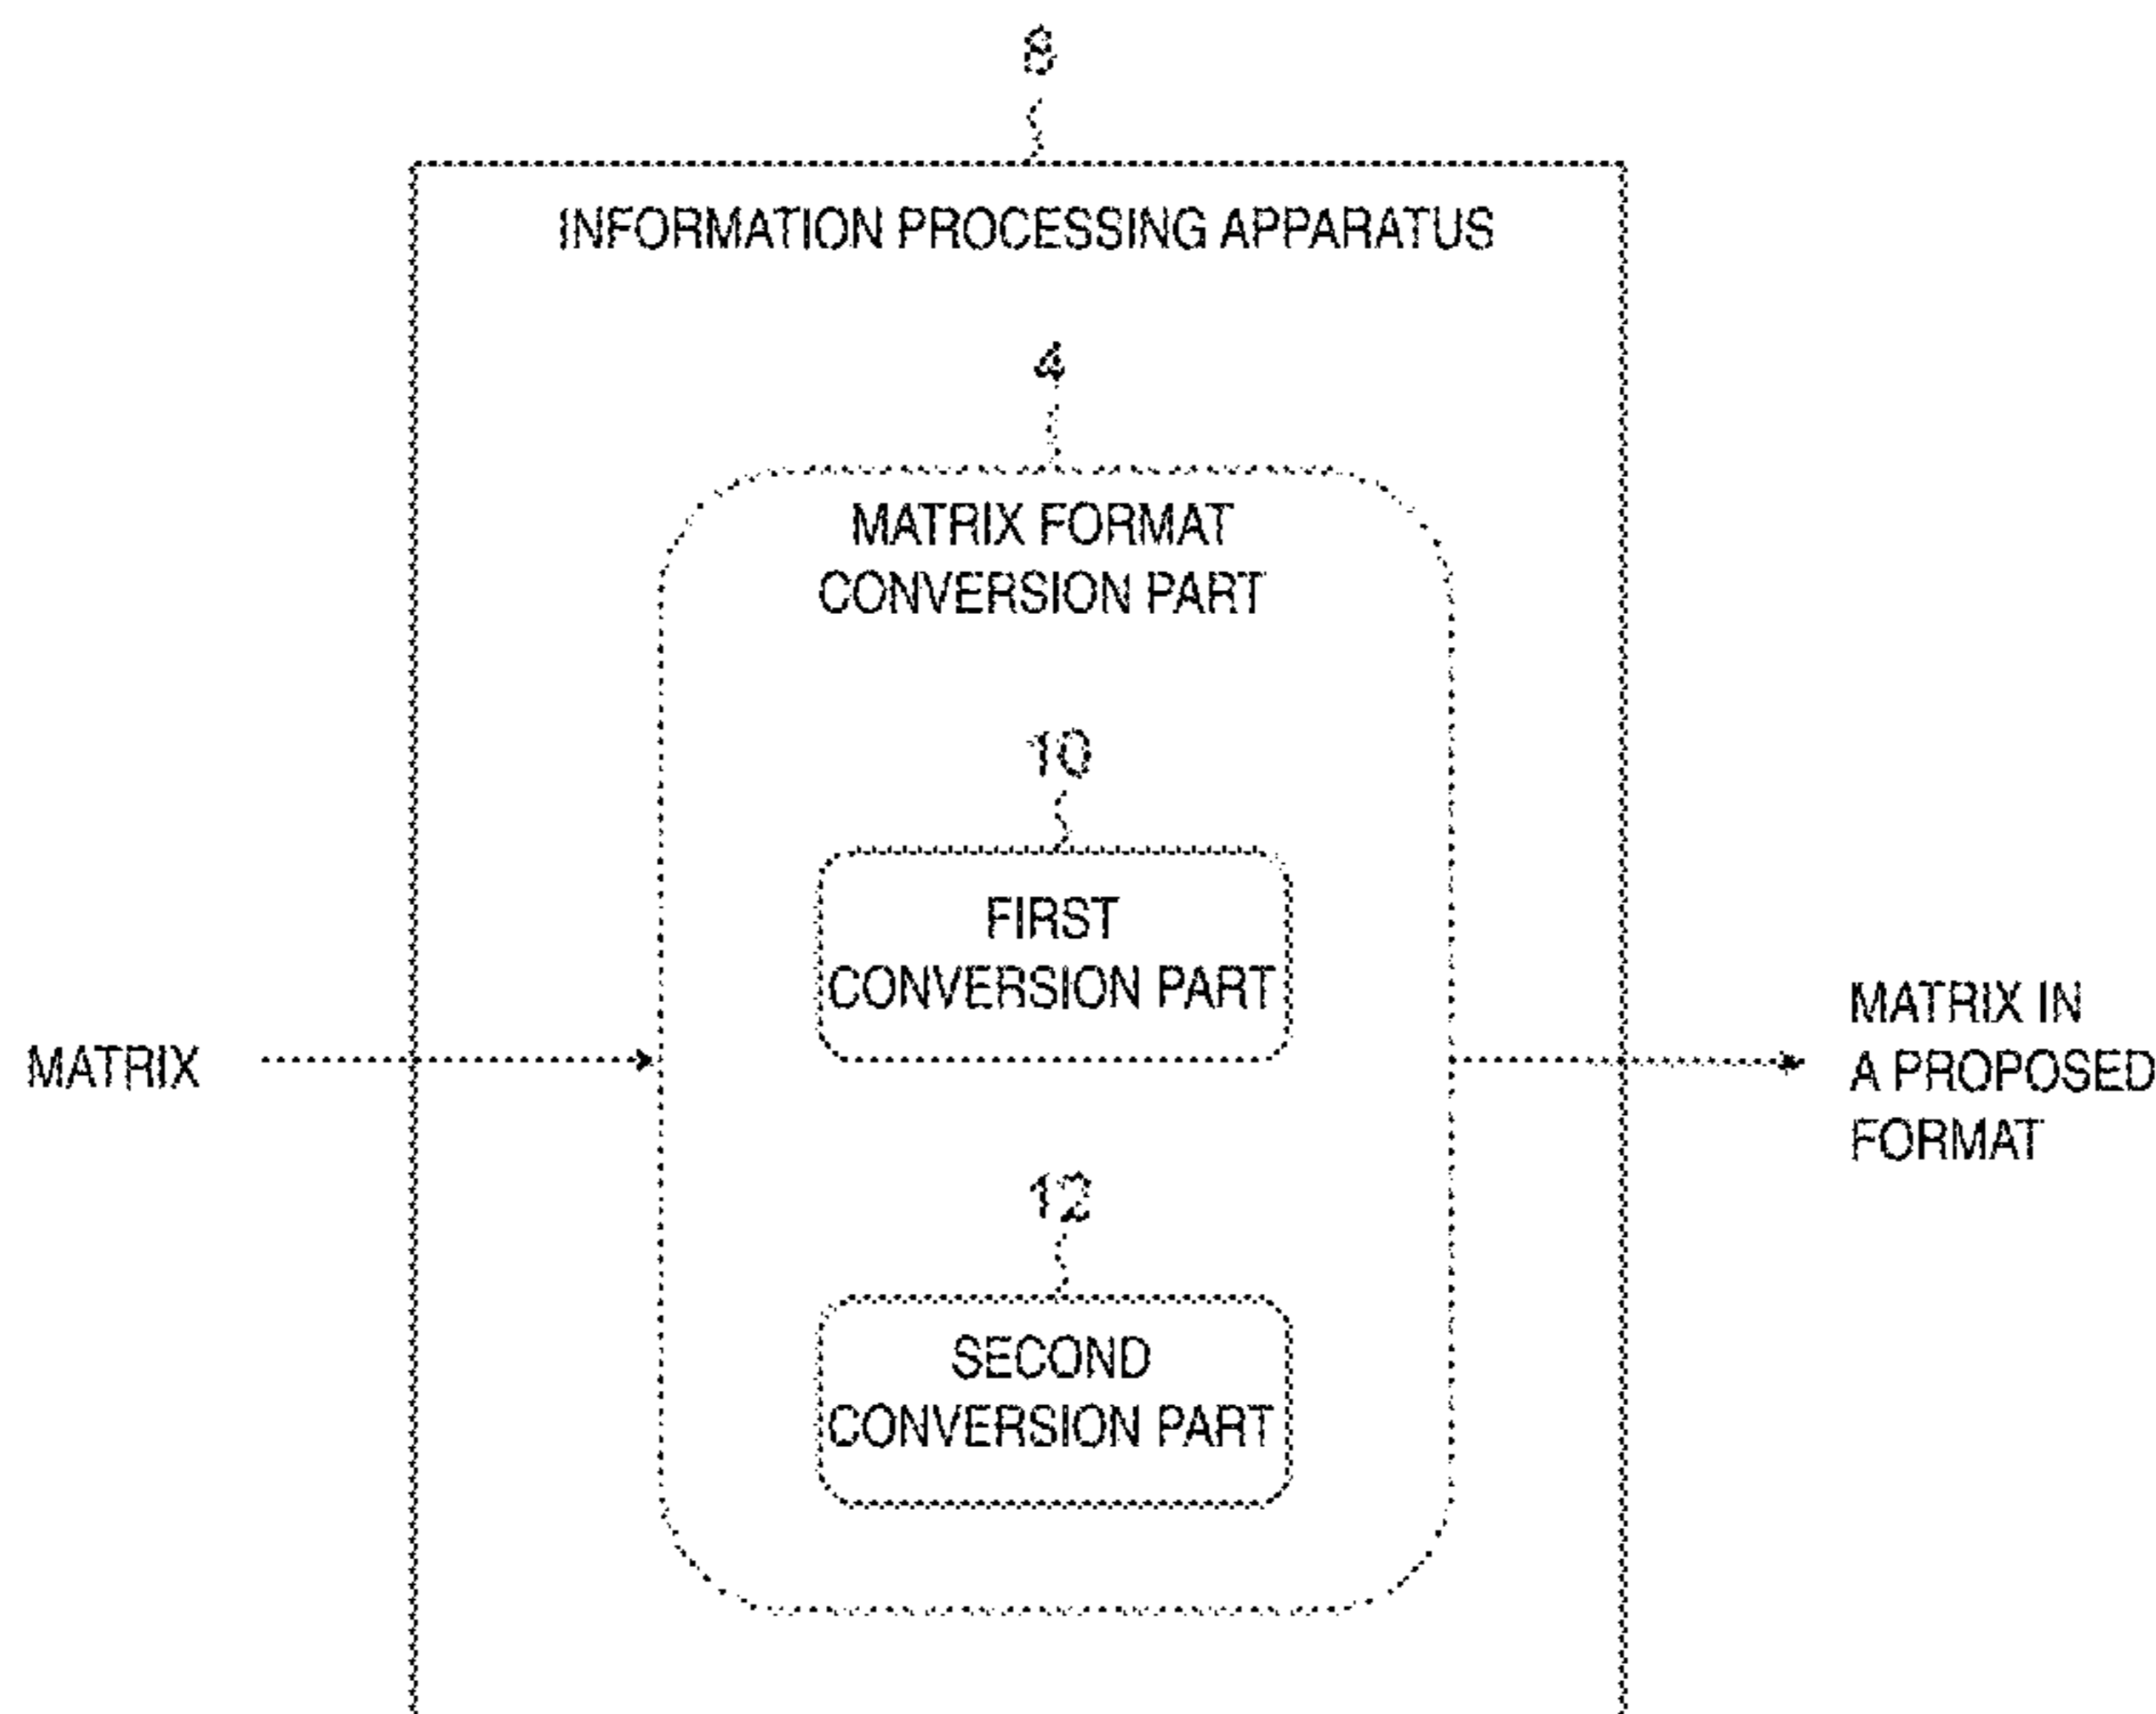 8
INFORMATION PROCESSING APPARATUS
4
MATRIX FORMAT
CONVERSION PART
10
FIRST
CONVERSION PART
MATRIX
MATRIX IN
A PROPOSED
FORMAT
12
SECOND
CONVERSION PART